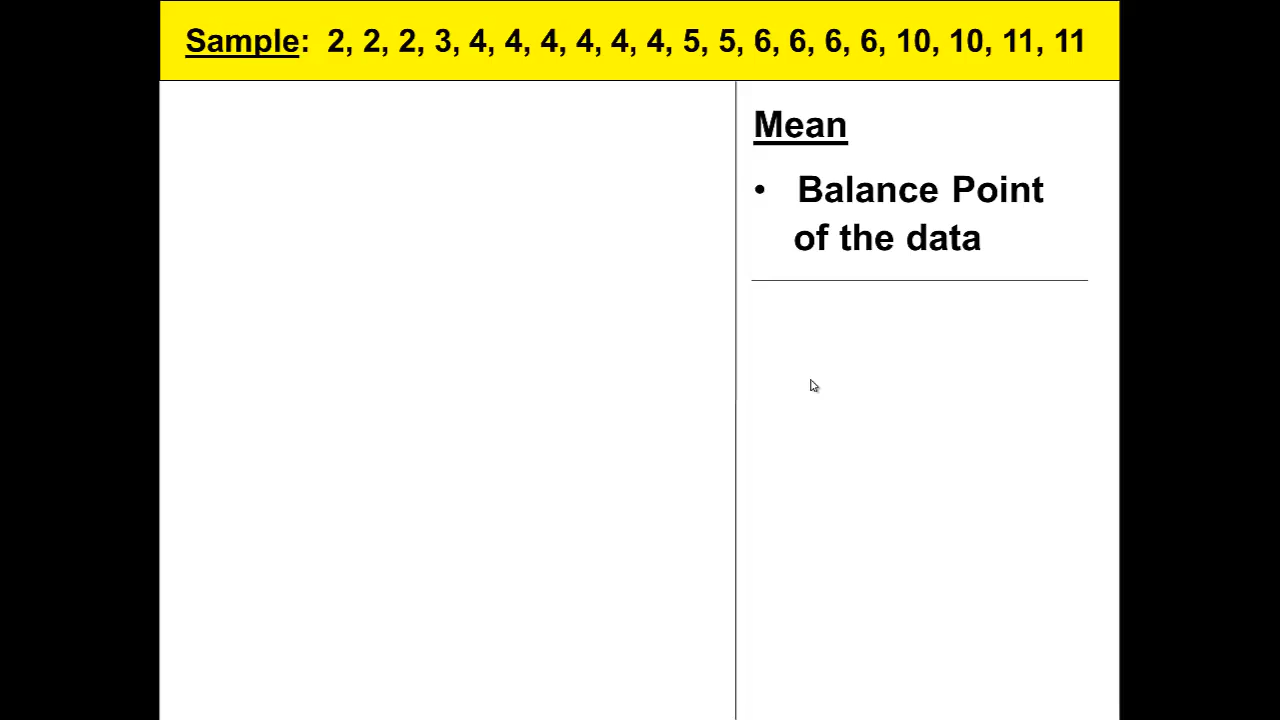 Sample: 2, 2, 2, 3, 4, 4, 4, 4, 4, 4, 5, 5, 6, 6, 6, 6, 10, 10, 11, 11
Mean
• Balance Point
of the data